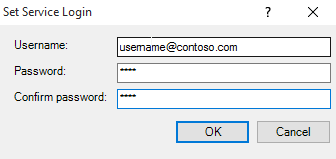 Set Service Login
?
Username: username@contoso.com
Password: ****
Confirm password: ****
OK Cancel